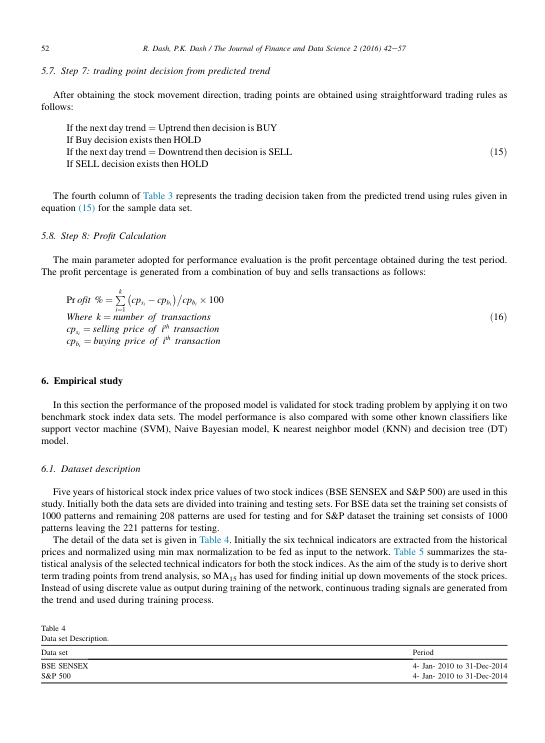 52
R. Dash, P.K. Dash / The Journal of Finance and Data Science 2 (2016) 42–57
5.7. Step 7: trading point decision from predicted trend
After obtaining the stock movement direction, trading points are obtained using straightforward trading rules as
follows:
If the next day trend = Uptrend then decision is BUY
If Buy decision exists then HOLD
If the next day trend = Downtrend then decision is SELL
(15)
If SELL decision exists then HOLD
The fourth column of Table 3 represents the trading decision taken from the predicted trend using rules given in
equation (15) for the sample data set.
5.8. Step 8: Profit Calculation
The main parameter adopted for performance evaluation is the profit percentage obtained during the test period.
The profit percentage is generated from a combination of buy and sells transactions as follows:
Pr ofit % = ∑_{i=1}^{k} (cp_{s_i} − cp_{b_i})/cp_{b_i} × 100
Where k = number of transactions
(16)
cp_{s_i} = selling price of i^{th} transaction
cp_{b_i} = buying price of i^{th} transaction
6. Empirical study
In this section the performance of the proposed model is validated for stock trading problem by applying it on two
benchmark stock index data sets. The model performance is also compared with some other known classifiers like
support vector machine (SVM), Naive Bayesian model, K nearest neighbor model (KNN) and decision tree (DT)
model.
6.1. Dataset description
Five years of historical stock index price values of two stock indices (BSE SENSEX and S&P 500) are used in this
study. Initially both the data sets are divided into training and testing sets. For BSE data set the training set consists of
1000 patterns and remaining 208 patterns are used for testing and for S&P dataset the training set consists of 1000
patterns leaving the 221 patterns for testing.
The detail of the data set is given in Table 4. Initially the six technical indicators are extracted from the historical
prices and normalized using min max normalization to be fed as input to the network. Table 5 summarizes the sta-
tistical analysis of the selected technical indicators for both the stock indices. As the aim of the study is to derive short
term trading points from trend analysis, so MA₁₅ has used for finding initial up down movements of the stock prices.
Instead of using discrete value as output during training of the network, continuous trading signals are generated from
the trend and used during training process.
Table 4
Data set Description.
Data set Period
BSE SENSEX 4- Jan- 2010 to 31-Dec-2014
S&P 500 4- Jan- 2010 to 31-Dec-2014